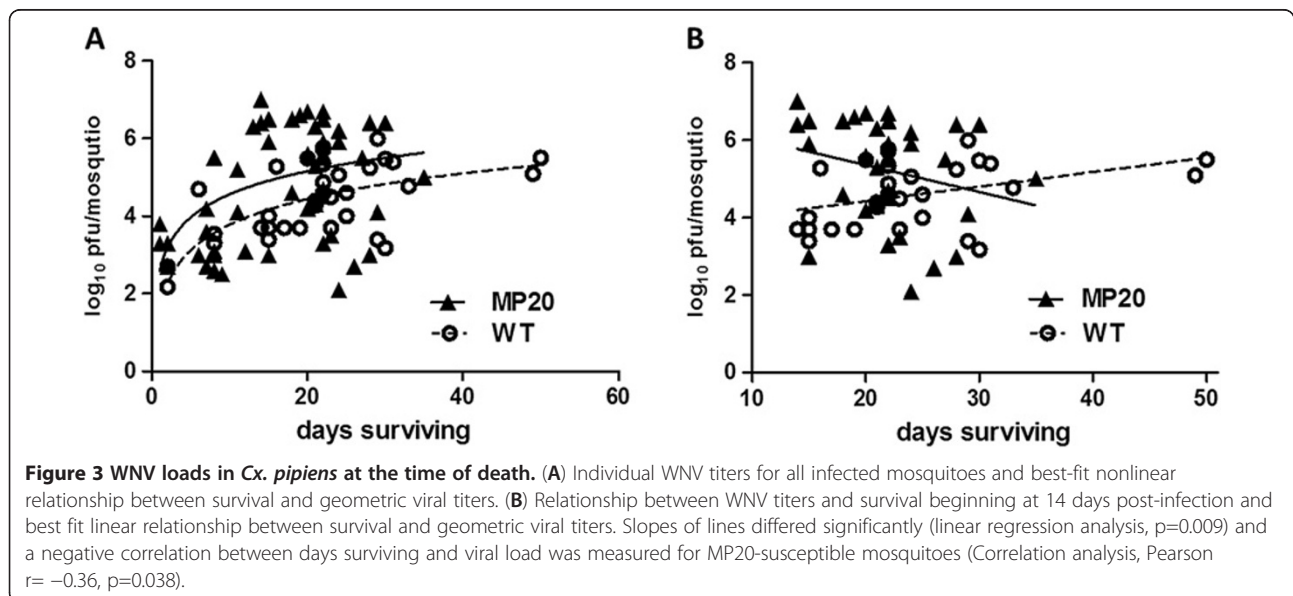 A
log10 pfu/mosqutio
8
6
4
2
0
0 20 40 60
days surviving
MP20
WT
B
log10 pfu/mosqutio
8
6
4
2
0
10 20 30 40 50
days surviving
MP20
WT
Figure 3 WNV loads in Cx. pipiens at the time of death. (A) Individual WNV titers for all infected mosquitoes and best-fit nonlinear
relationship between survival and geometric viral titers. (B) Relationship between WNV titers and survival beginning at 14 days post-infection and
best fit linear relationship between survival and geometric viral titers. Slopes of lines differed significantly (linear regression analysis, p=0.009) and
a negative correlation between days surviving and viral load was measured for MP20-susceptible mosquitoes (Correlation analysis, Pearson
r= −0.36, p=0.038).